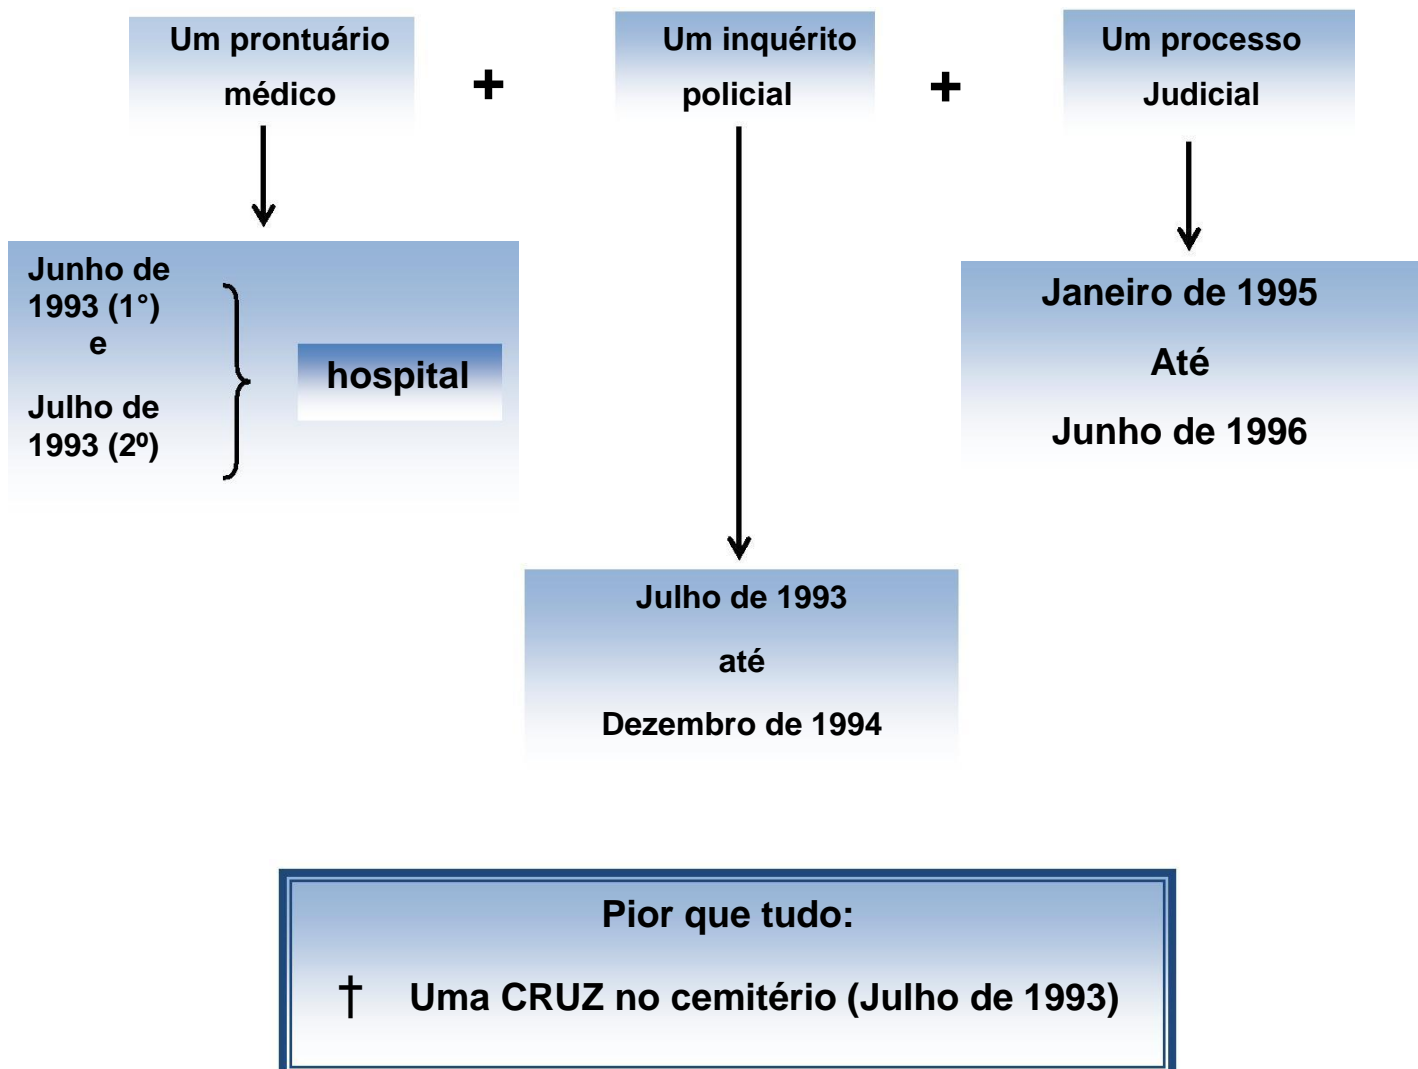 Um prontuário
médico
+
Um inquérito
policial
+
Um processo
Judicial
Junho de
1993 (1°)
e
Julho de
1993 (2º)
hospital
Janeiro de 1995
Até
Junho de 1996
Julho de 1993
até
Dezembro de 1994
Pior que tudo:
† Uma CRUZ no cemitério (Julho de 1993)